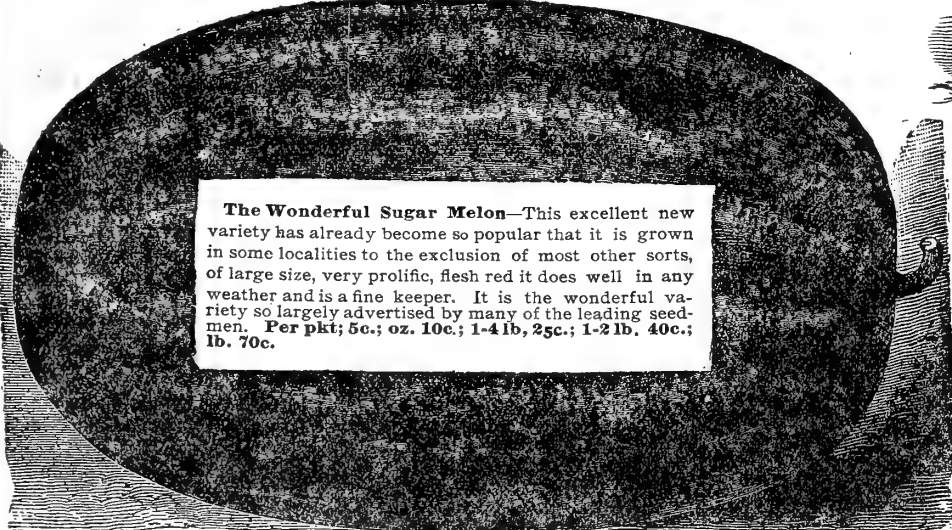 The Wonderful Sugar Melon—This excellent new
variety has already become so popular that it is grown
in some localities to the exclusion of most other sorts,
of large size, very prolific, flesh red it does well in any
weather and is a fine keeper. It is the wonderful va-
riety so largely advertised by many of the leading seed-
men. Per pkt; 5c.; oz. 10c.; 1-4 lb, 25c.; 1-2 lb. 40c.;
lb. 70c.